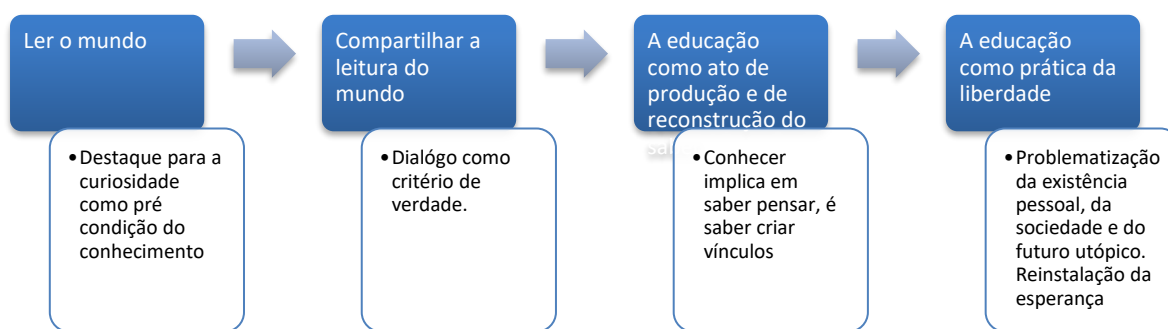 Ler o mundo
• Destaque para a
curiosidade
como pré
condição do
conhecimento
Compartilhar a
leitura do
mundo
• Dialógo como
critério de
verdade.
A educação
como ato de
produção e de
reconstrução do
• Conhecer
implica em
saber pensar, é
saber criar
vínculos
A educação
como prática da
liberdade
• Problematização
da existência
pessoal, da
sociedade e do
futuro utópico.
Reinstalação da
esperança